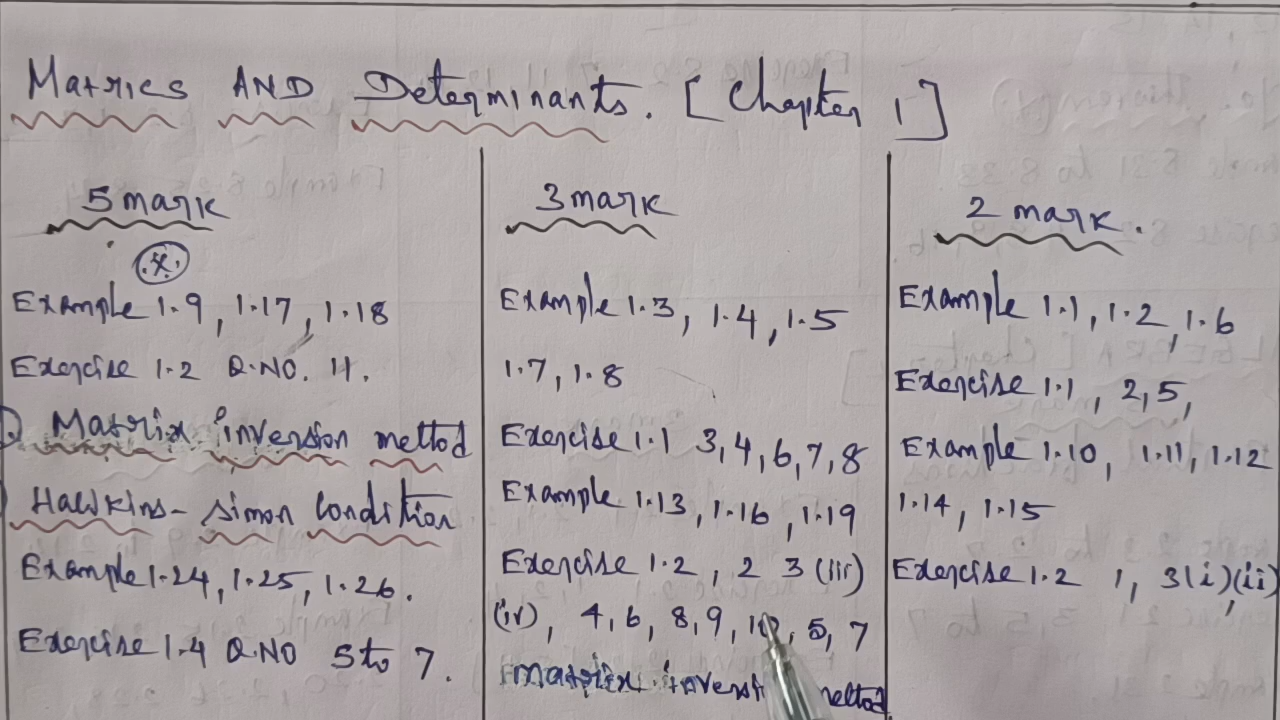 Matrics AND Determinants. [Chapter 1]
5 mark
(*)
Example 1.9, 1.17, 1.18
Exercise 1.2 Q.NO. 11.
Matrix inversion metod
Hawkins- simon Condition
Example 1.24, 1.25, 1.26.
Exercise 1.4 Q.NO 5 to 7.
3 mark
Example 1.3, 1.4, 1.5
1.7, 1.8
Exercise 1.1 3, 4, 6, 7, 8
Example 1.13, 1.16, 1.19
Exercise 1.2, 2 3 (iii)
(iv), 4, 6, 8, 9, 10, 5, 7
matrix metod
2 mark.
Example 1.1, 1.2, 1.6
Exercise 1.1, 2, 5,
Example 1.10, 1.11, 1.12
1.14, 1.15
Exercise 1.2 1, 3(i), (ii)